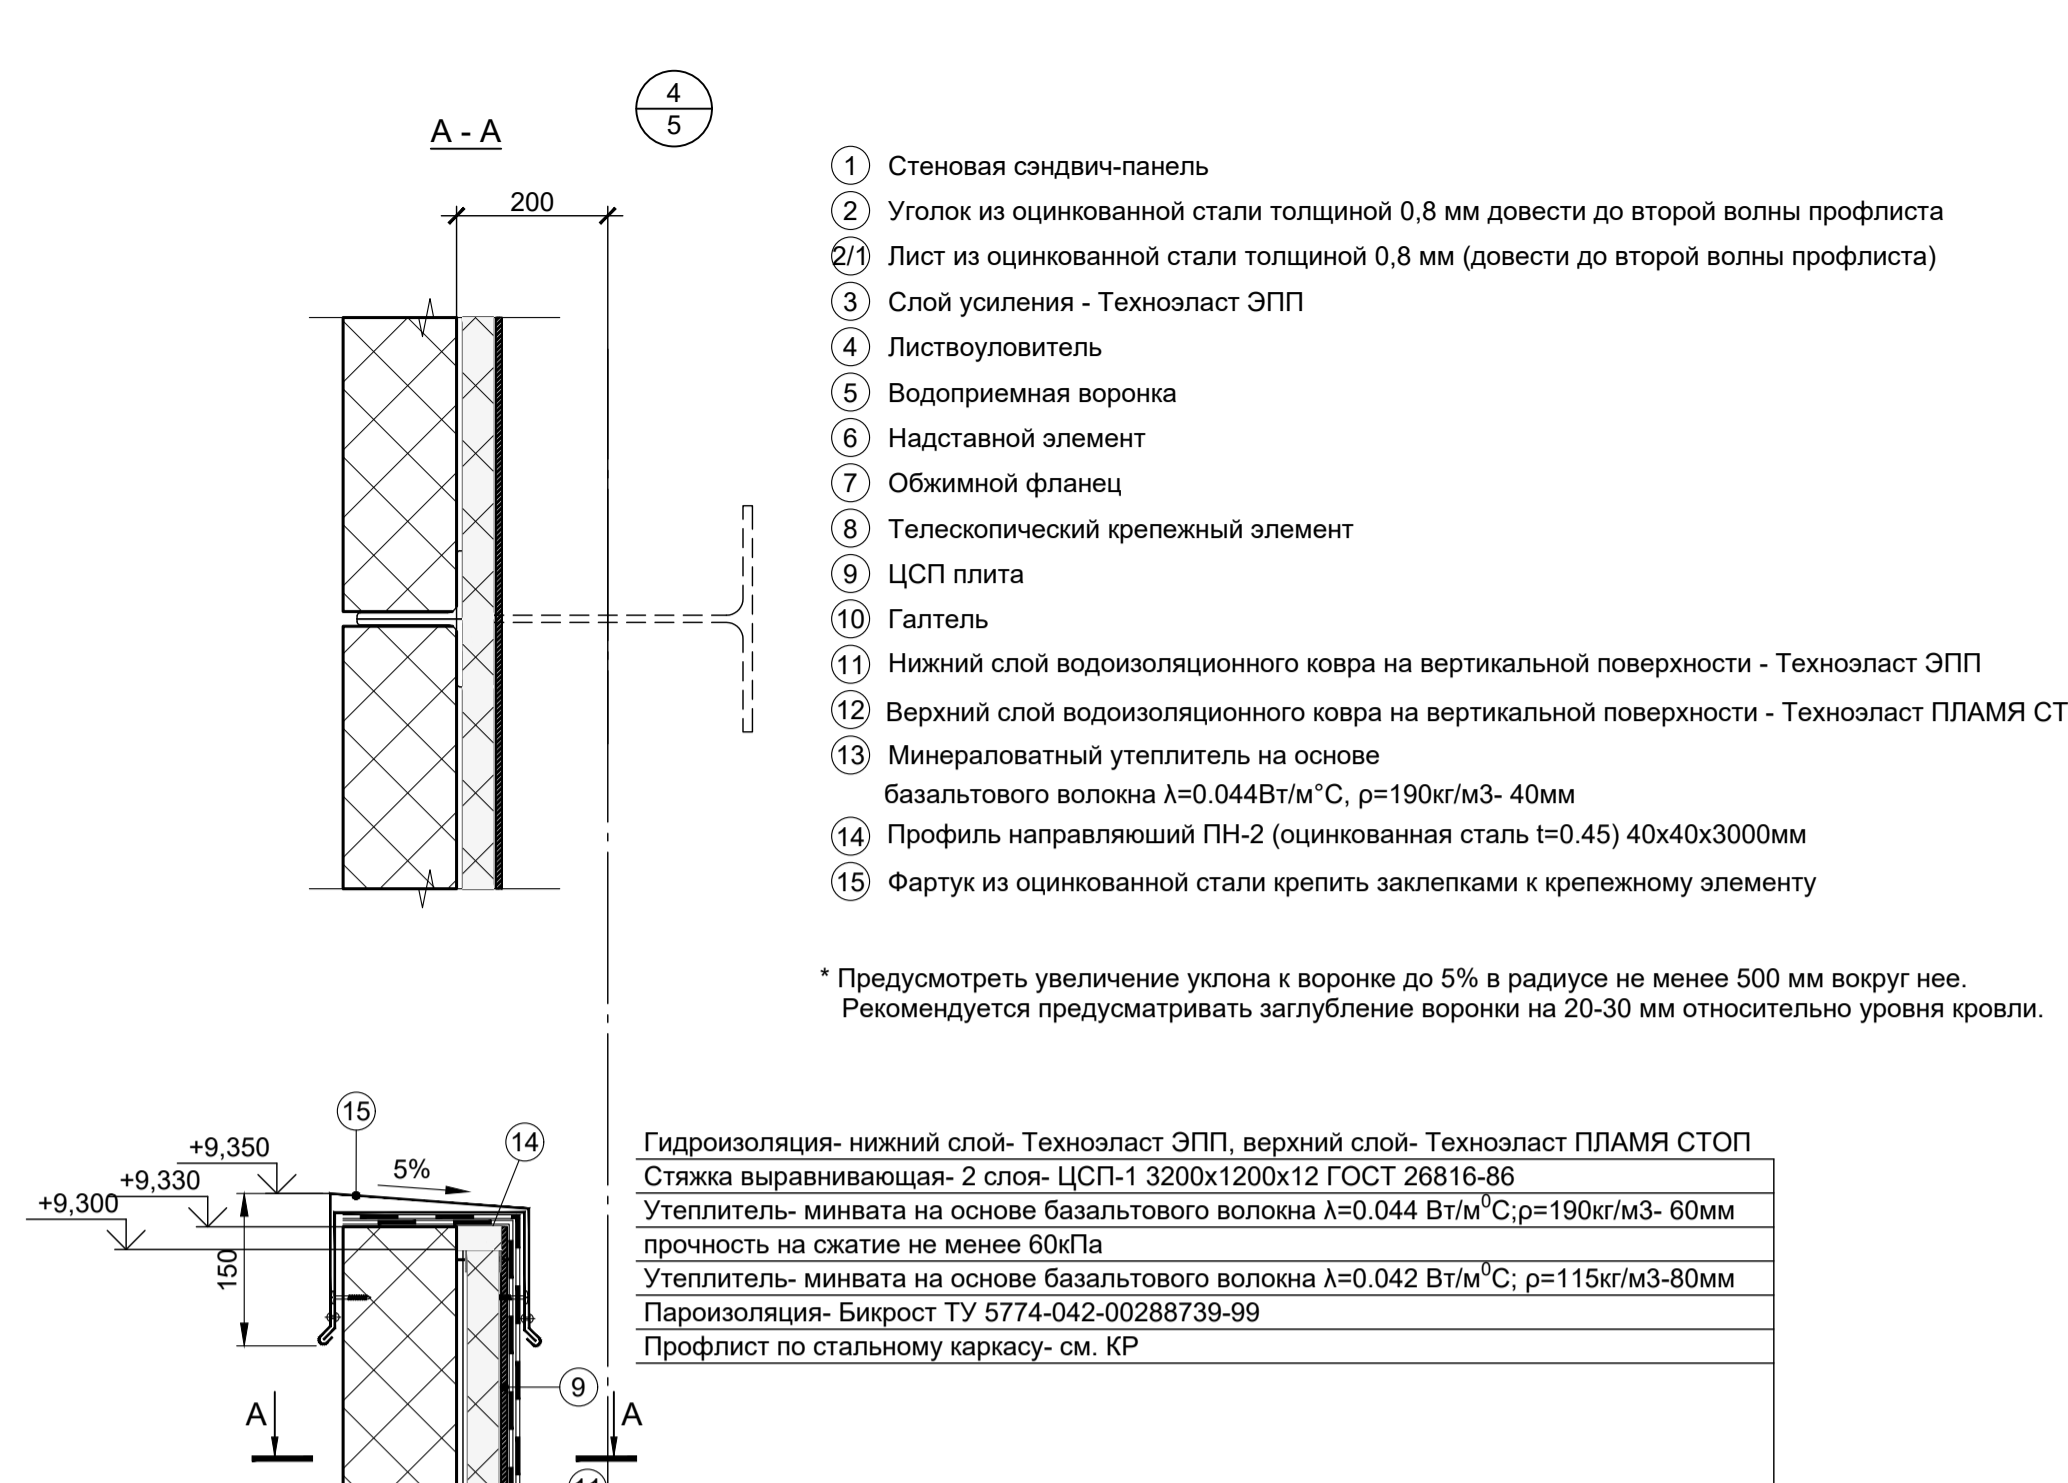 4
5
А - А
200
1 Стеновая сэндвич-панель
2 Уголок из оцинкованной стали толщиной 0,8 мм довести до второй волны профлиста
2/1 Лист из оцинкованной стали толщиной 0,8 мм (довести до второй волны профлиста)
3 Слой усиления - Техноэласт ЭПП
4 Листвоуловитель
5 Водоприемная воронка
6 Надставной элемент
7 Обжимной фланец
8 Телескопический крепежный элемент
9 ЦСП плита
10 Галтель
11 Нижний слой водоизоляционного ковра на вертикальной поверхности - Техноэласт ЭПП
12 Верхний слой водоизоляционного ковра на вертикальной поверхности - Техноэласт ПЛАМЯ СТ
13 Минераловатный утеплитель на основе
базальтового волокна λ=0.044Вт/м°С, ρ=190кг/м3- 40мм
14 Профиль направляюший ПН-2 (оцинкованная сталь t=0.45) 40х40х3000мм
15 Фартук из оцинкованной стали крепить заклепками к крепежному элементу
* Предусмотреть увеличение уклона к воронке до 5% в радиусе не менее 500 мм вокруг нее.
Рекомендуется предусматривать заглубление воронки на 20-30 мм относительно уровня кровли.
15
14
+9,350
5%
+9,330
+9,300
150
Гидроизоляция- нижний слой- Техноэласт ЭПП, верхний слой- Техноэласт ПЛАМЯ СТОП
Стяжка выравнивающая- 2 слоя- ЦСП-1 3200х1200х12 ГОСТ 26816-86
Утеплитель- минвата на основе базальтового волокна λ=0.044 Вт/м⁰С;ρ=190кг/м3- 60мм
прочность на сжатие не менее 60кПа
Утеплитель- минвата на основе базальтового волокна λ=0.042 Вт/м⁰С; ρ=115кг/м3-80мм
Пароизоляция- Бикрост ТУ 5774-042-00288739-99
Профлист по стальному каркасу- см. КР
9
А
А
11